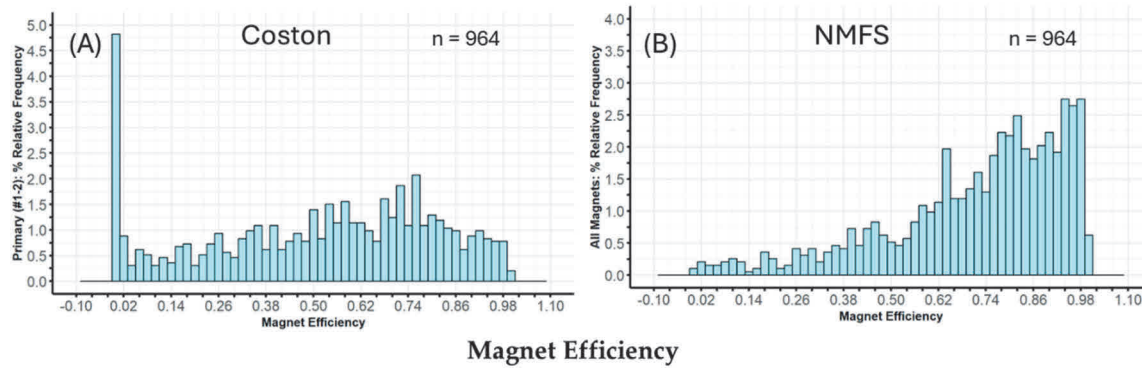 (A) Coston n = 964
Primary (#1-2): % Relative Frequency
5.0
4.5
4.0
3.5
3.0
2.5
2.0
1.5
1.0
0.5
0.0
-0.10 0.02 0.14 0.26 0.38 0.50 0.62 0.74 0.86 0.98 1.10
Magnet Efficiency
(B) NMFS n = 964
All Magnets: % Relative Frequency
4.0
3.5
3.0
2.5
2.0
1.5
1.0
0.5
0.0
-0.10 0.02 0.14 0.26 0.38 0.50 0.62 0.74 0.86 0.98 1.10
Magnet Efficiency
Magnet Efficiency